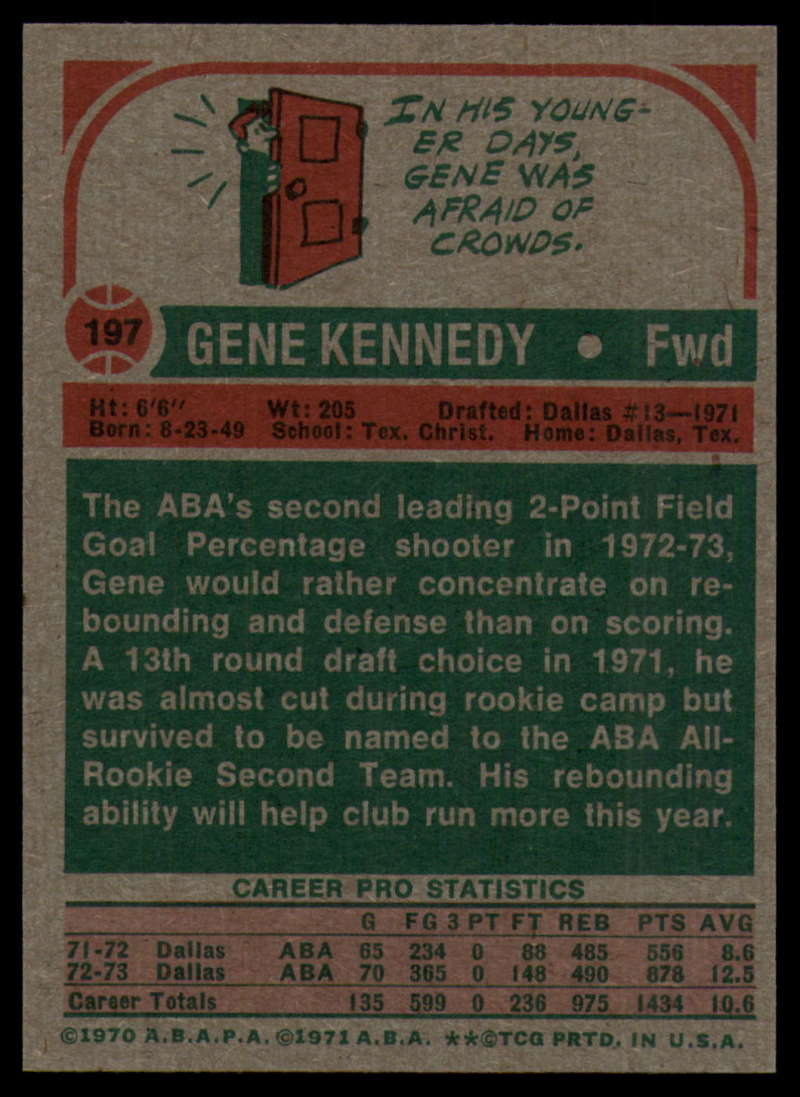 IN HIS YOUNG-
ER DAYS,
GENE WAS
AFRAID OF
CROWDS.
197
GENE KENNEDY • Fwd
Ht: 6'6" Wt: 205 Drafted: Dallas #13—1971
Born: 8-23-49 School: Tex. Christ. Home: Dallas, Tex.
The ABA's second leading 2-Point Field
Goal Percentage shooter in 1972-73,
Gene would rather concentrate on re-
bounding and defense than on scoring.
A 13th round draft choice in 1971, he
was almost cut during rookie camp but
survived to be named to the ABA All-
Rookie Second Team. His rebounding
ability will help club run more this year.
CAREER PRO STATISTICS
G FG 3 PT FT REB PTS AVG
71-72 Dallas ABA 65 234 0 88 485 556 8.6
72-73 Dallas ABA 70 365 0 148 490 878 12.5
Career Totals 135 599 0 236 975 1434 10.6
©1970 A.B.A.P.A. ©1971 A.B.A. **©TCG PRTD. IN U.S.A.